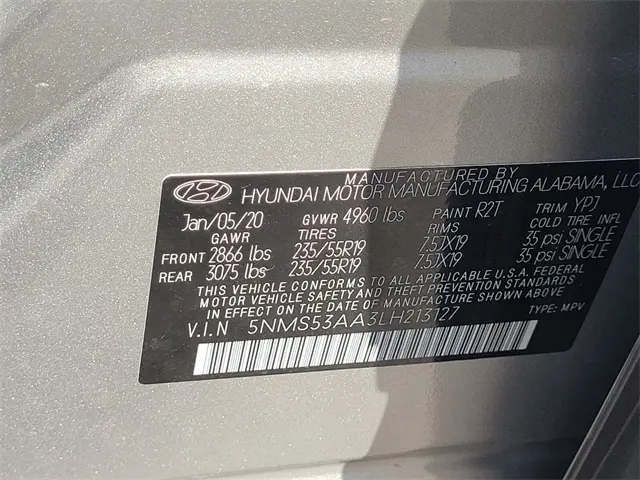 MANUFACTURED BY
HYUNDAI MOTOR MANUFACTURING ALABAMA, LLC
Jan/05/20 GVWR 4960 lbs PAINT R2T TRIM YPJ
GAWR TIRES RIMS COLD TIRE INFL
FRONT 2866 lbs 235/55R19 7.5JX19 35 psi SINGLE
REAR 3075 lbs 235/55R19 7.5JX19 35 psi SINGLE
THIS VEHICLE CONFORMS TO ALL APPLICABLE U.S.A. FEDERAL
MOTOR VEHICLE SAFETY AND THEFT PREVENTION STANDARDS
IN EFFECT ON THE DATE OF MANUFACTURE SHOWN ABOVE.
V.I.N 5NMS53AA3LH213127 TYPE: MPV